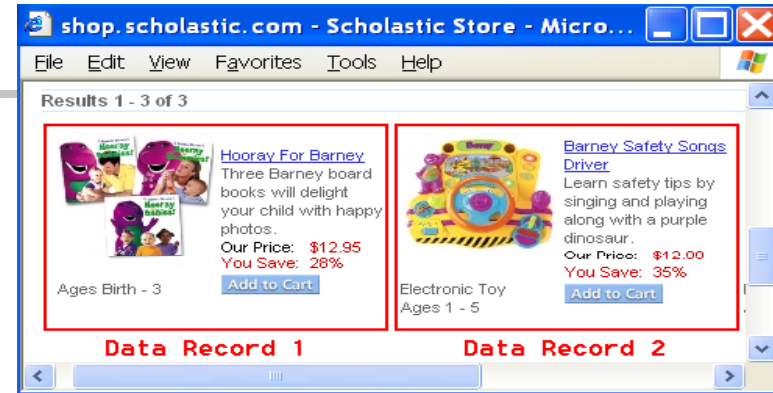 shop.scholastic.com - Scholastic Store - Micro...
File Edit View Favorites Tools Help
Results 1 - 3 of 3
Hooray For Barney
Three Barney board
books will delight
your child with happy
photos.
Our Price: $12.95
You Save: 28%
Add to Cart
Ages Birth - 3
Barney Safety Songs
Driver
Learn safety tips by
singing and playing
along with a purple
dinosaur.
Our Price: $12.00
You Save: 35%
Add to Cart
Electronic Toy
Ages 1 - 5
Data Record 1
Data Record 2